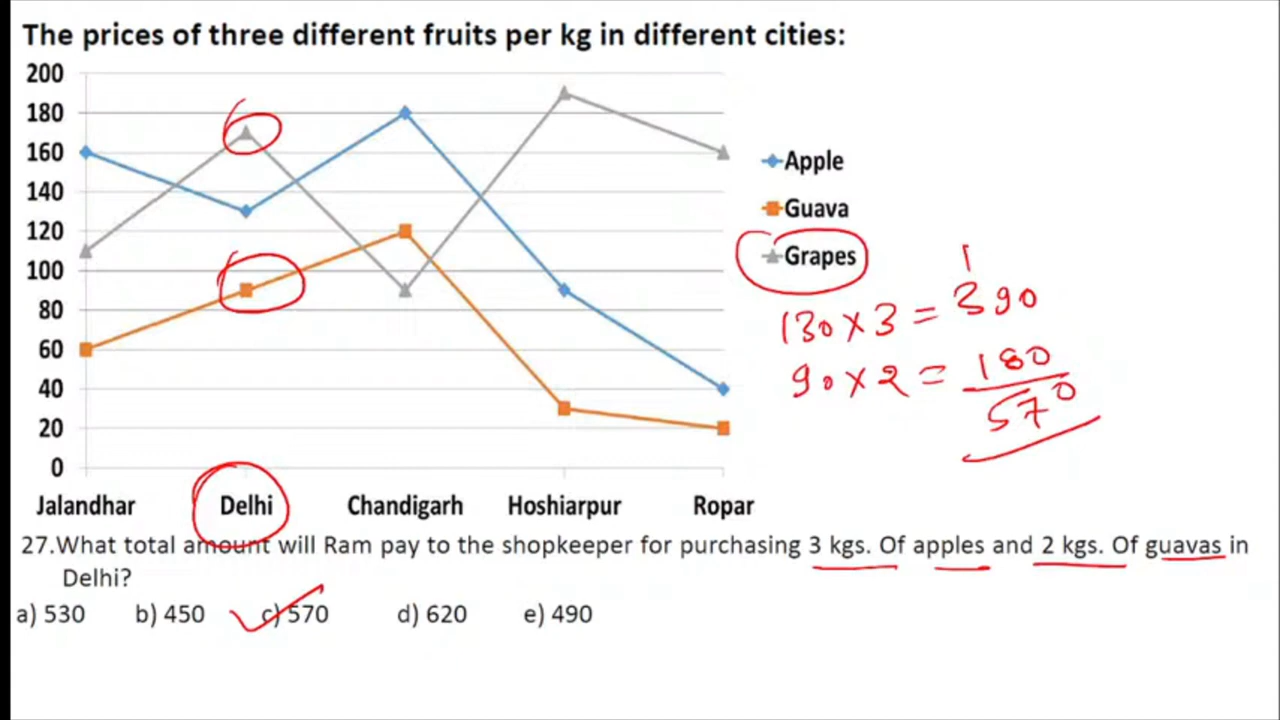 The prices of three different fruits per kg in different cities:
200
180
160
140
120
100
80
60
40
20
0
Jalandhar Delhi Chandigarh Hoshiarpur Ropar
Apple
Guava
Grapes
1
130 x 3 = 390
90 x 2 = 180
570
27.What total amount will Ram pay to the shopkeeper for purchasing 3 kgs. Of apples and 2 kgs. Of guavas in
Delhi?
a) 530 b) 450 c) 570 d) 620 e) 490